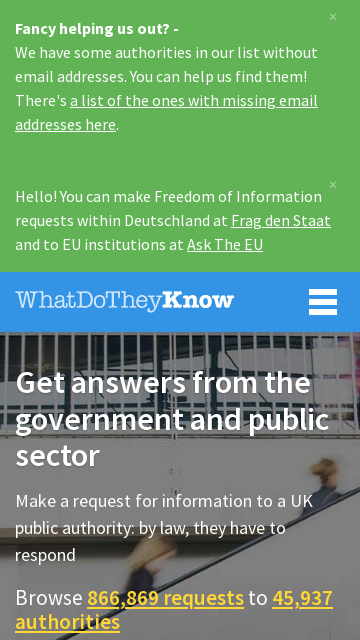 ×
Fancy helping us out? -
We have some authorities in our list without
email addresses. You can help us find them!
There's a list of the ones with missing email
addresses here.
×
Hello! You can make Freedom of Information
requests within Deutschland at Frag den Staat
and to EU institutions at Ask The EU
WhatDoTheyKnow
Get answers from the
government and public
sector
Make a request for information to a UK
public authority: by law, they have to
respond
Browse 866,869 requests to 45,937
authorities